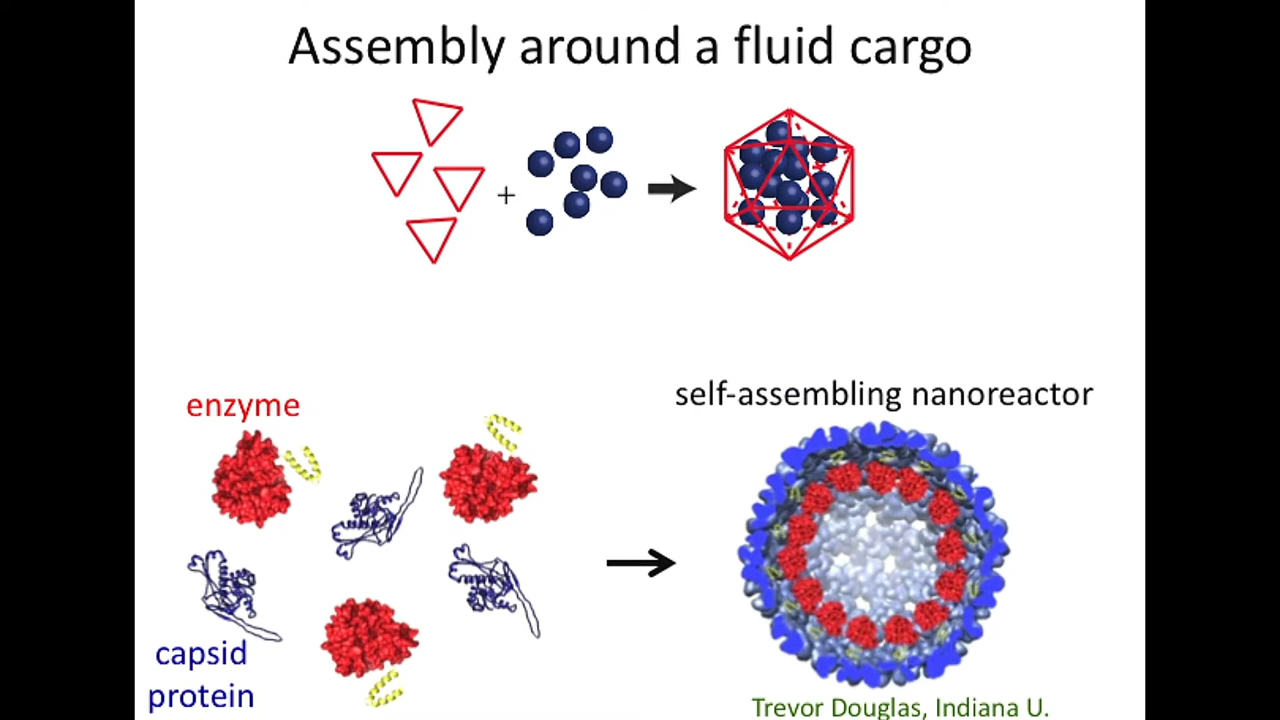 Assembly around a fluid cargo
+
enzyme
self-assembling nanoreactor
capsid
protein
Trevor Douglas, Indiana U.